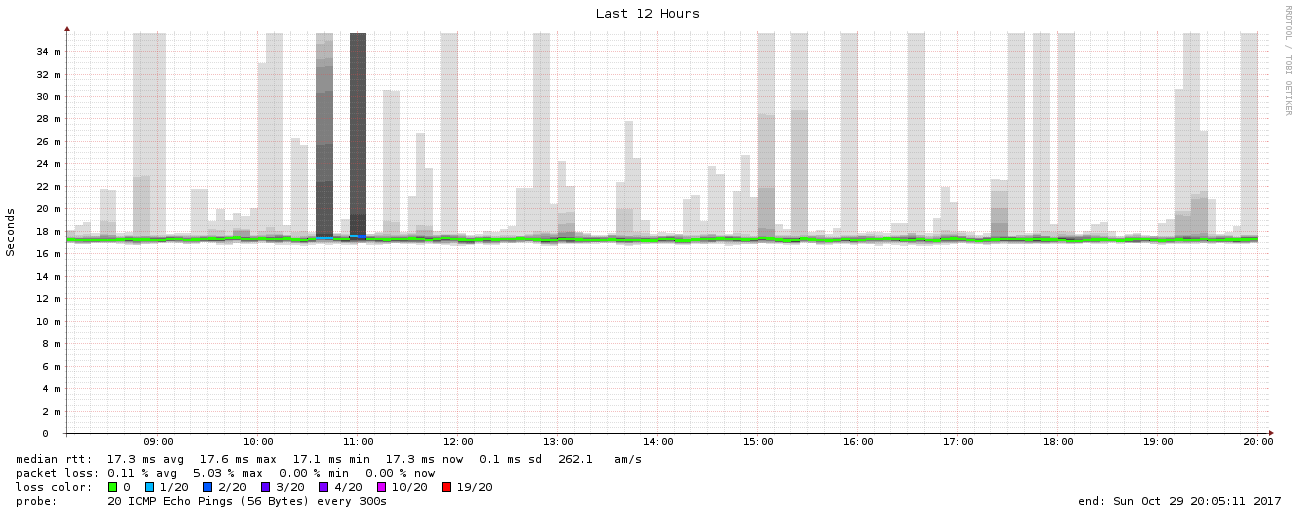 Last 12 Hours
RRDTOOL / TOBI OETIKER
Seconds
34 m
32 m
30 m
28 m
26 m
24 m
22 m
20 m
18 m
16 m
14 m
12 m
10 m
8 m
6 m
4 m
2 m
0
09:00 10:00 11:00 12:00 13:00 14:00 15:00 16:00 17:00 18:00 19:00 20:00
median rtt: 17.3 ms avg 17.6 ms max 17.1 ms min 17.3 ms now 0.1 ms sd 262.1 am/s
packet loss: 0.11 % avg 5.03 % max 0.00 % min 0.00 % now
loss color: 0 1/20 2/20 3/20 4/20 10/20 19/20
probe: 20 ICMP Echo Pings (56 Bytes) every 300s end: Sun Oct 29 20:05:11 2017